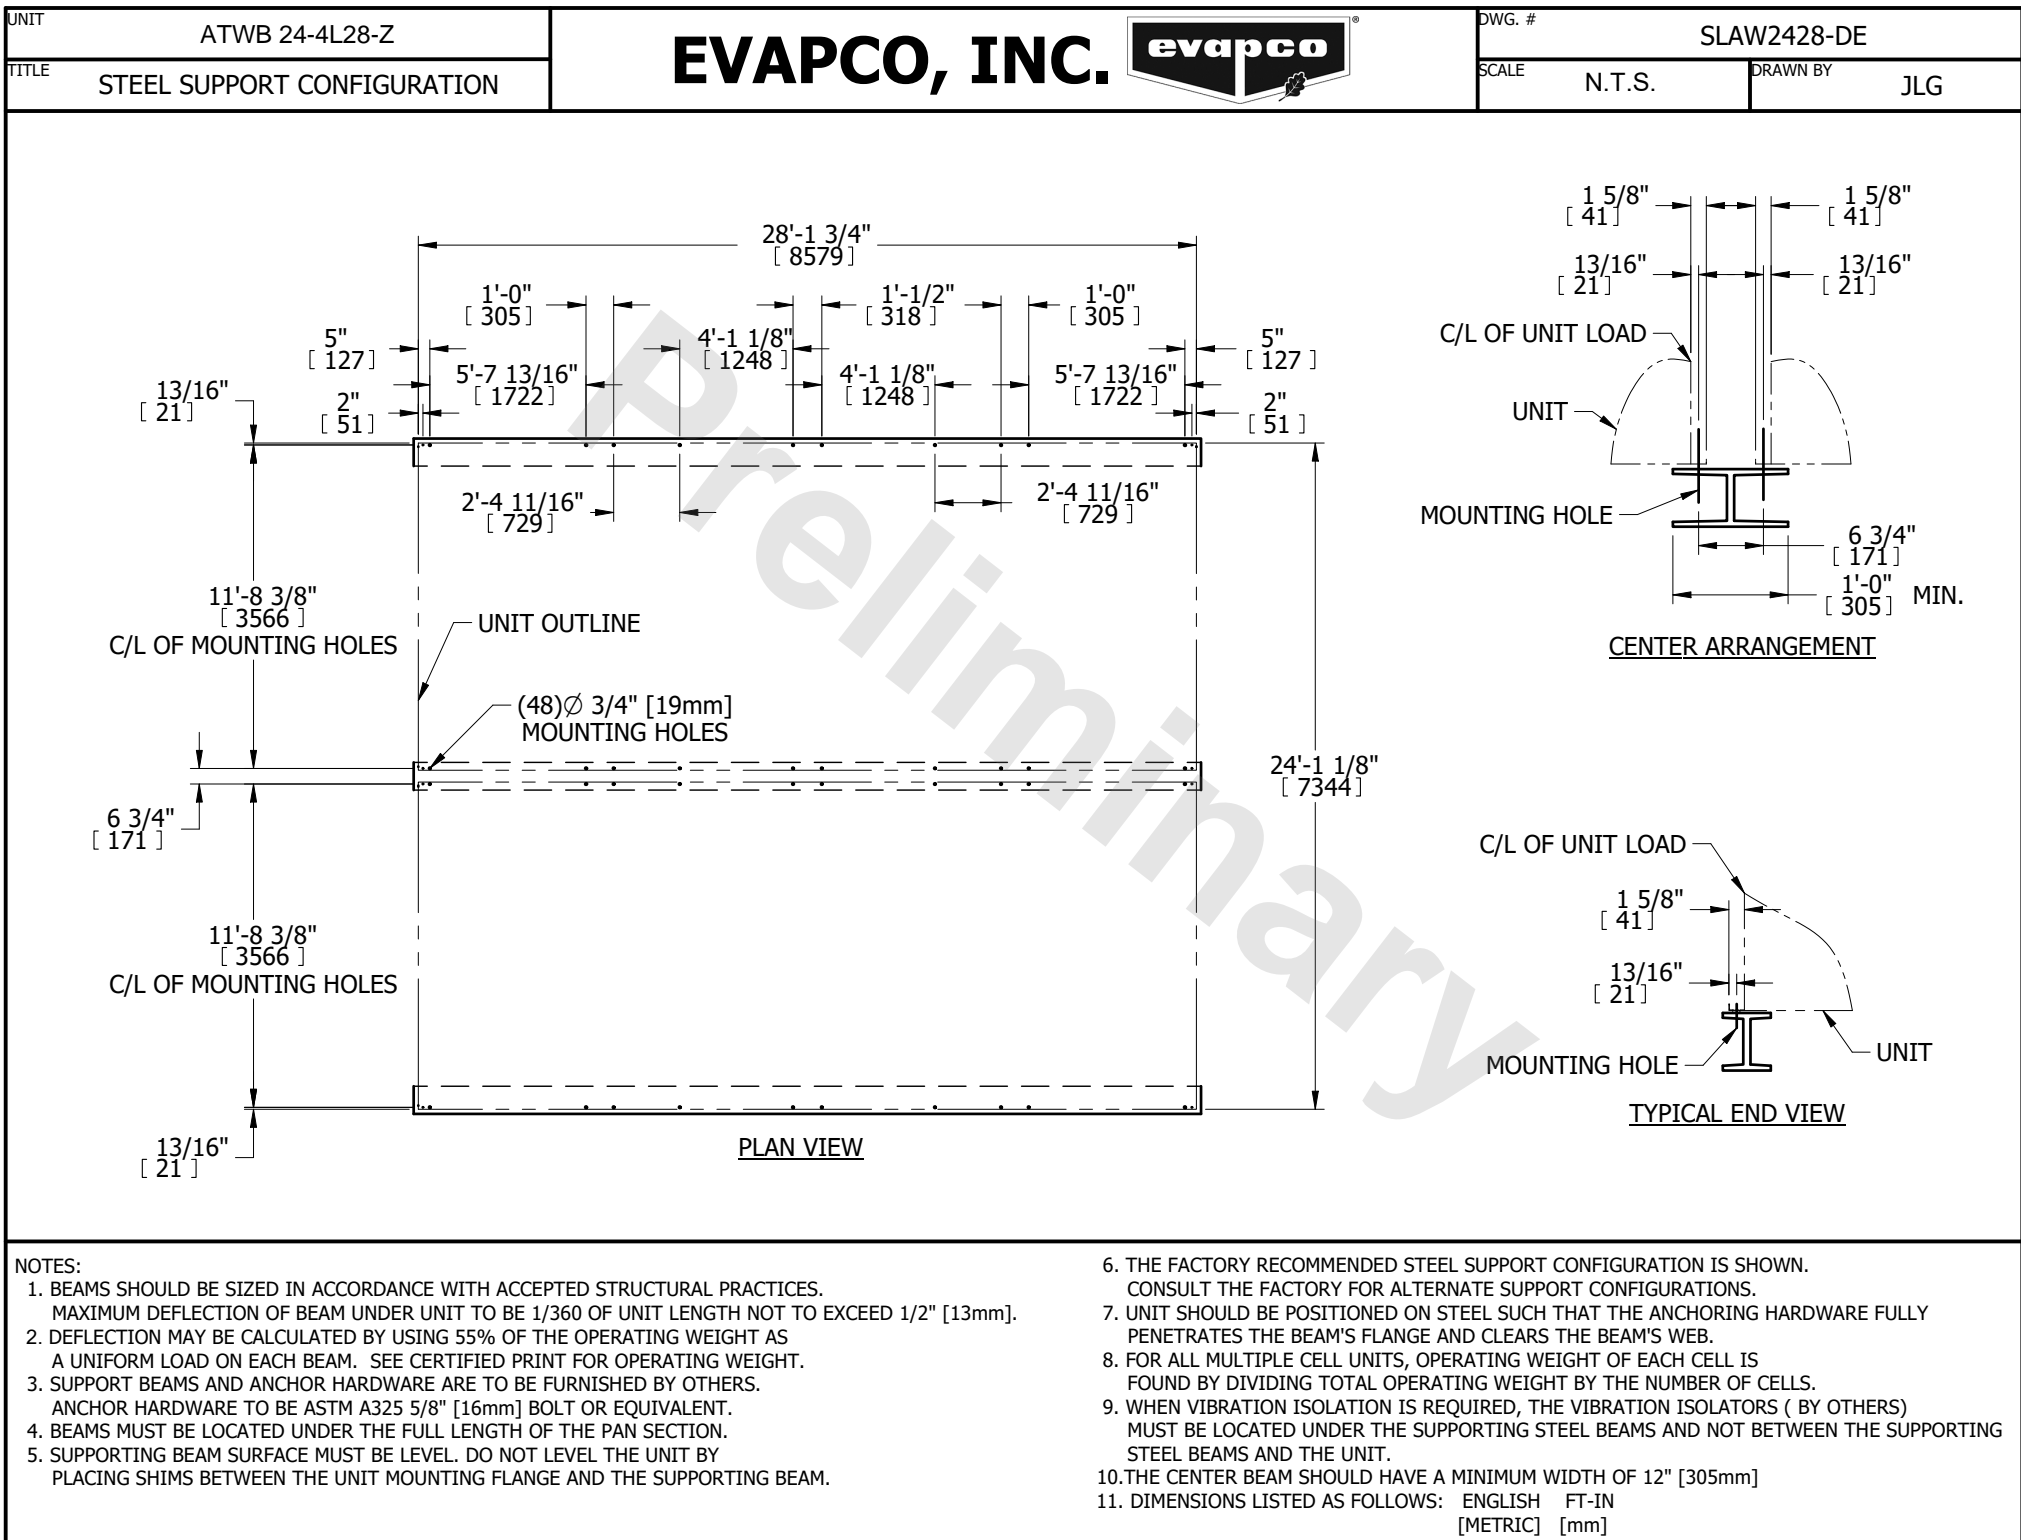 UNIT
ATWB 24-4L28-Z
TITLE
STEEL SUPPORT CONFIGURATION
EVAPCO, INC.
evapco
®
DWG. #
SLAW2428-DE
SCALE
N.T.S.
DRAWN BY
JLG
28'-1 3/4"
[ 8579 ]
1'-0"
[ 305 ]
1'-1/2"
[ 318 ]
1'-0"
[ 305 ]
5"
[ 127 ]
4'-1 1/8"
[ 1248 ]
5"
[ 127 ]
5'-7 13/16"
[ 1722 ]
4'-1 1/8"
[ 1248 ]
5'-7 13/16"
[ 1722 ]
13/16"
[ 21 ]
2"
[ 51 ]
2"
[ 51 ]
2'-4 11/16"
[ 729 ]
2'-4 11/16"
[ 729 ]
11'-8 3/8"
[ 3566 ]
C/L OF MOUNTING HOLES
UNIT OUTLINE
(48)Ø 3/4" [19mm]
MOUNTING HOLES
6 3/4"
[ 171 ]
24'-1 1/8"
[ 7344 ]
11'-8 3/8"
[ 3566 ]
C/L OF MOUNTING HOLES
13/16"
[ 21 ]
PLAN VIEW
Preliminary
1 5/8"
[ 41 ]
1 5/8"
[ 41 ]
13/16"
[ 21 ]
13/16"
[ 21 ]
C/L OF UNIT LOAD
UNIT
MOUNTING HOLE
6 3/4"
[ 171 ]
1'-0"
[ 305 ] MIN.
CENTER ARRANGEMENT
C/L OF UNIT LOAD
1 5/8"
[ 41 ]
13/16"
[ 21 ]
MOUNTING HOLE
UNIT
TYPICAL END VIEW
NOTES:
1. BEAMS SHOULD BE SIZED IN ACCORDANCE WITH ACCEPTED STRUCTURAL PRACTICES.
MAXIMUM DEFLECTION OF BEAM UNDER UNIT TO BE 1/360 OF UNIT LENGTH NOT TO EXCEED 1/2" [13mm].
2. DEFLECTION MAY BE CALCULATED BY USING 55% OF THE OPERATING WEIGHT AS
A UNIFORM LOAD ON EACH BEAM. SEE CERTIFIED PRINT FOR OPERATING WEIGHT.
3. SUPPORT BEAMS AND ANCHOR HARDWARE ARE TO BE FURNISHED BY OTHERS.
ANCHOR HARDWARE TO BE ASTM A325 5/8" [16mm] BOLT OR EQUIVALENT.
4. BEAMS MUST BE LOCATED UNDER THE FULL LENGTH OF THE PAN SECTION.
5. SUPPORTING BEAM SURFACE MUST BE LEVEL. DO NOT LEVEL THE UNIT BY
PLACING SHIMS BETWEEN THE UNIT MOUNTING FLANGE AND THE SUPPORTING BEAM.
6. THE FACTORY RECOMMENDED STEEL SUPPORT CONFIGURATION IS SHOWN.
CONSULT THE FACTORY FOR ALTERNATE SUPPORT CONFIGURATIONS.
7. UNIT SHOULD BE POSITIONED ON STEEL SUCH THAT THE ANCHORING HARDWARE FULLY
PENETRATES THE BEAM'S FLANGE AND CLEARS THE BEAM'S WEB.
8. FOR ALL MULTIPLE CELL UNITS, OPERATING WEIGHT OF EACH CELL IS
FOUND BY DIVIDING TOTAL OPERATING WEIGHT BY THE NUMBER OF CELLS.
9. WHEN VIBRATION ISOLATION IS REQUIRED, THE VIBRATION ISOLATORS ( BY OTHERS)
MUST BE LOCATED UNDER THE SUPPORTING STEEL BEAMS AND NOT BETWEEN THE SUPPORTING
STEEL BEAMS AND THE UNIT.
10.THE CENTER BEAM SHOULD HAVE A MINIMUM WIDTH OF 12" [305mm]
11. DIMENSIONS LISTED AS FOLLOWS: ENGLISH FT-IN
[METRIC] [mm]